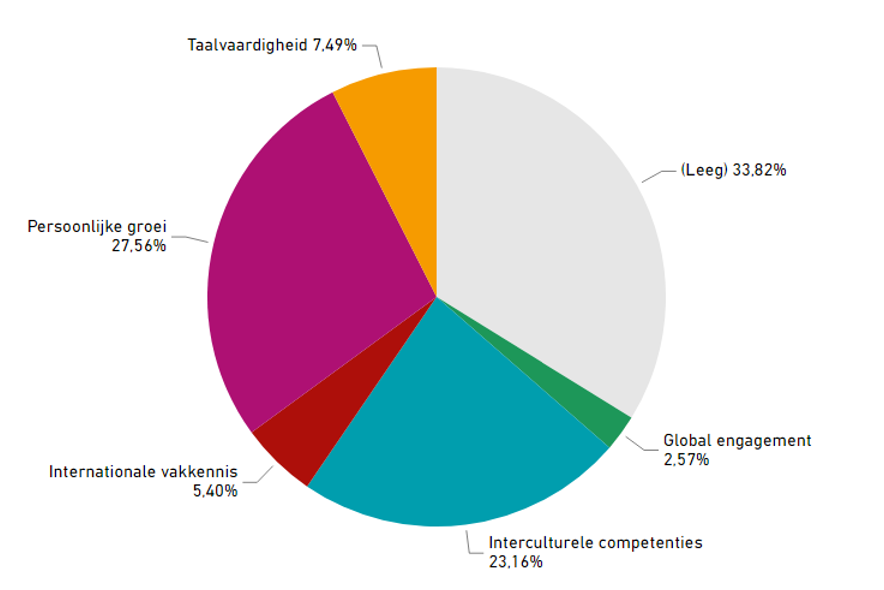 Taalvaardigheid 7,49%
(Leeg) 33,82%
Persoonlijke groei
27,56%
Global engagement
2,57%
Internationale vakkennis
5,40%
Interculturele competenties
23,16%